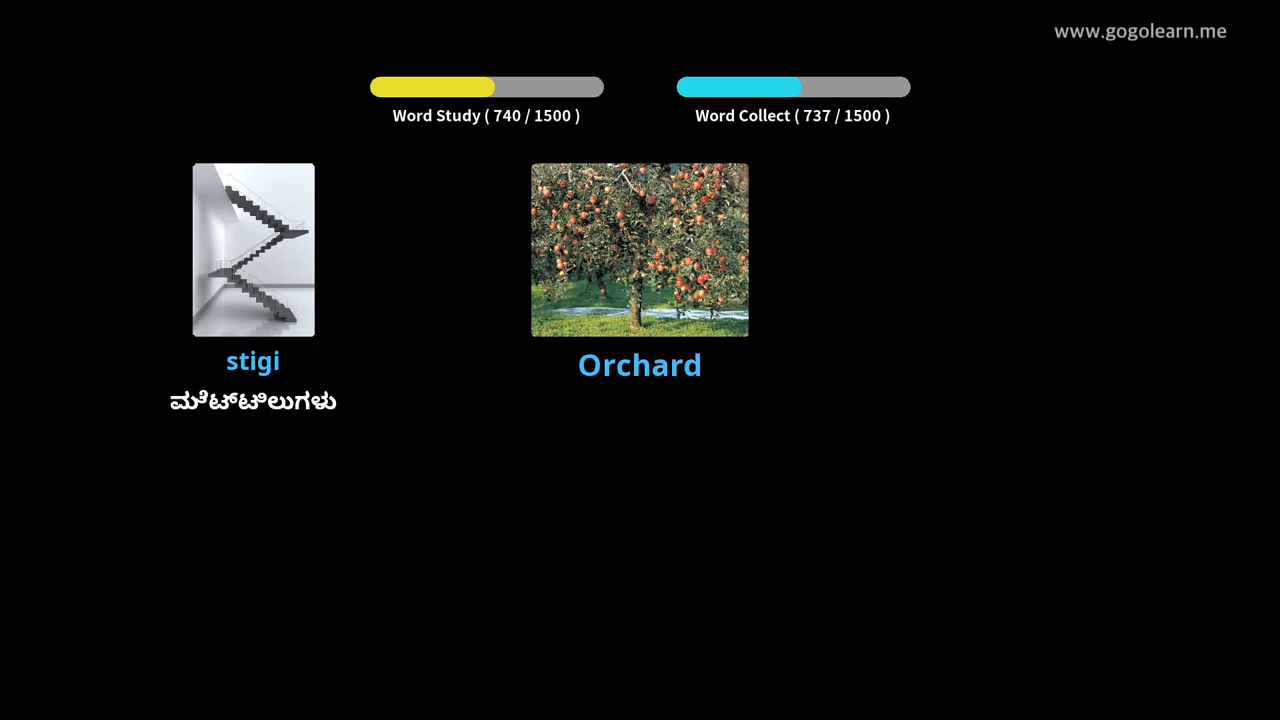 www.gogolearn.me
Word Study ( 740 / 1500 )
Word Collect ( 737 / 1500 )
stigi
ಮೆಟ್ಟಿಲುಗಳು
Orchard